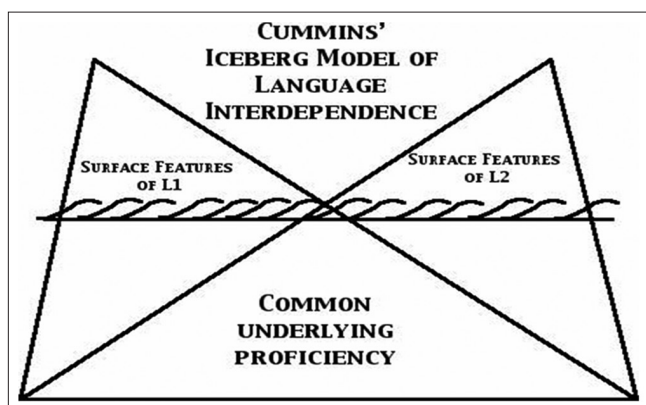 CUMMINS'
ICEBERG MODEL OF
LANGUAGE
INTERDEPENDENCE
SURFACE FEATURES
OF L1
SURFACE FEATURES
OF L2
COMMON
UNDERLYING
PROFICIENCY